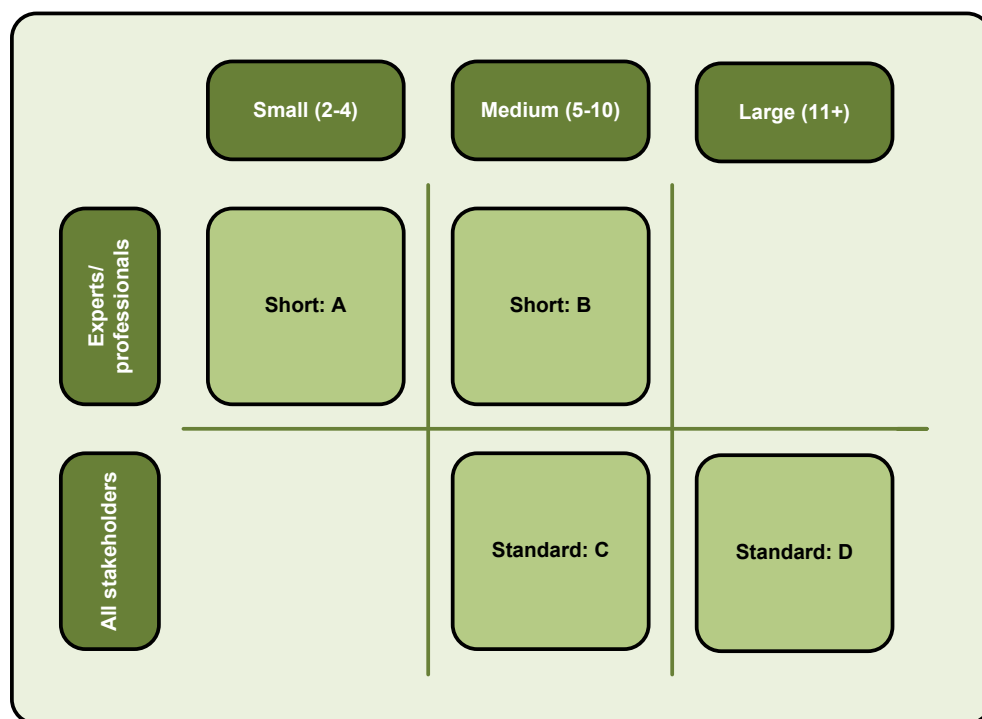 Small (2-4)
Medium (5-10)
Large (11+)
Experts/
professionals
Short: A
Short: B
All stakeholders
Standard: C
Standard: D